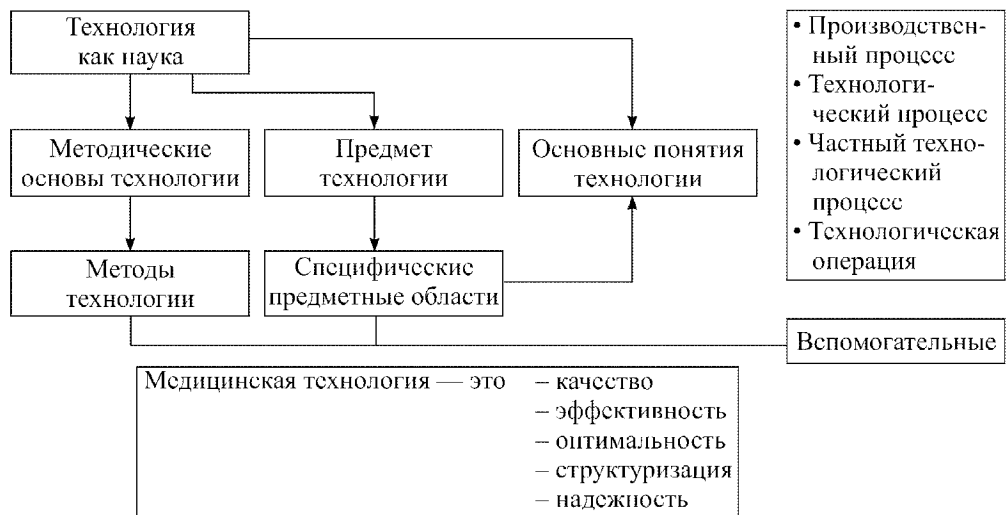 Технология
как наука
Методические
основы технологии
Предмет
технологии
Основные понятия
технологии
Методы
технологии
Специфические
предметные области
• Производствен-
ный процесс
• Технологи-
ческий процесс
• Частный техно-
логический
процесс
• Технологическая
операция
Вспомогательные
Медицинская технология — это – качество
– эффективность
– оптимальность
– структуризация
– надежность